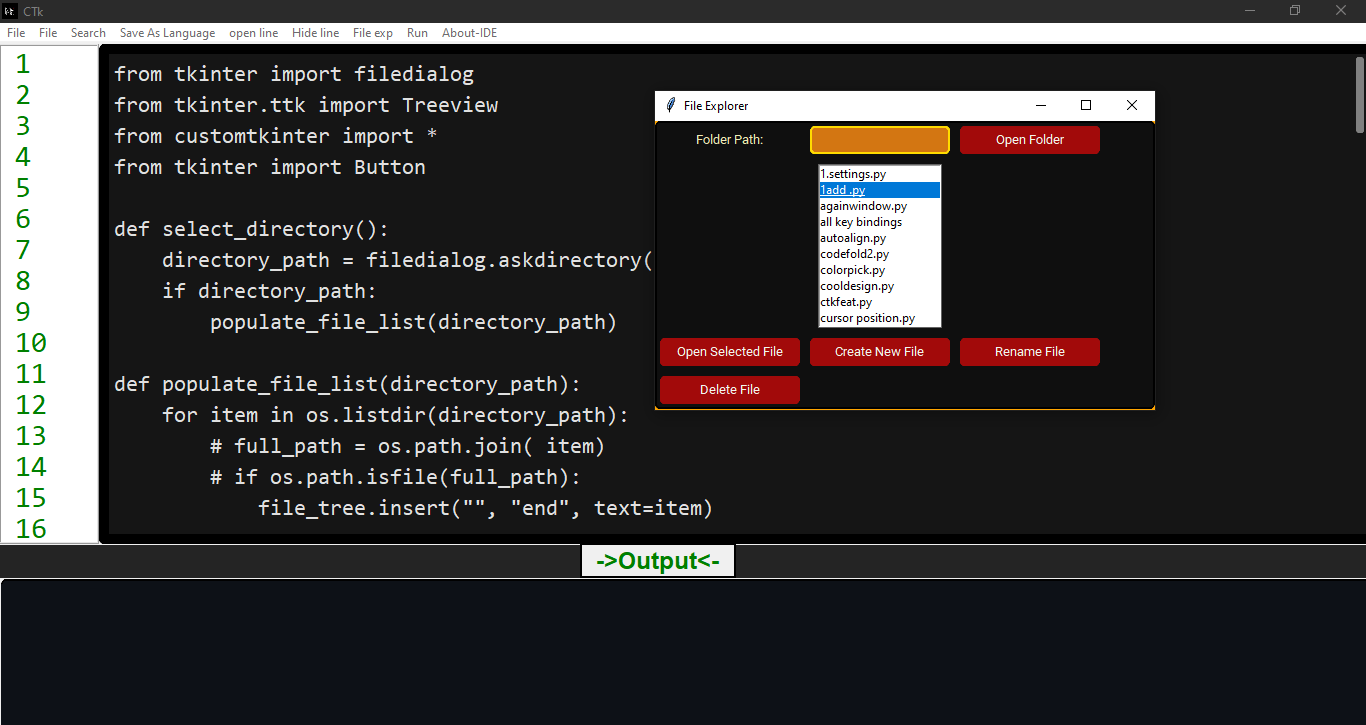 CTk
File File Search Save As Language open line Hide line File exp Run About-IDE
1 from tkinter import filedialog
2 from tkinter.ttk import Treeview
3 from customtkinter import *
4 from tkinter import Button
5
6 def select_directory():
7 directory_path = filedialog.askdirectory(
8 if directory_path:
9 populate_file_list(directory_path)
10
11 def populate_file_list(directory_path):
12 for item in os.listdir(directory_path):
13 # full_path = os.path.join( item)
14 # if os.path.isfile(full_path):
15 file_tree.insert("", "end", text=item)
16
File Explorer
Folder Path: Open Folder
1.settings.py
1add .py
againwindow.py
all key bindings
autoalign.py
codefold2.py
colorpick.py
cooldesign.py
ctkfeat.py
cursor position.py
Open Selected File Create New File Rename File
Delete File
->Output<-